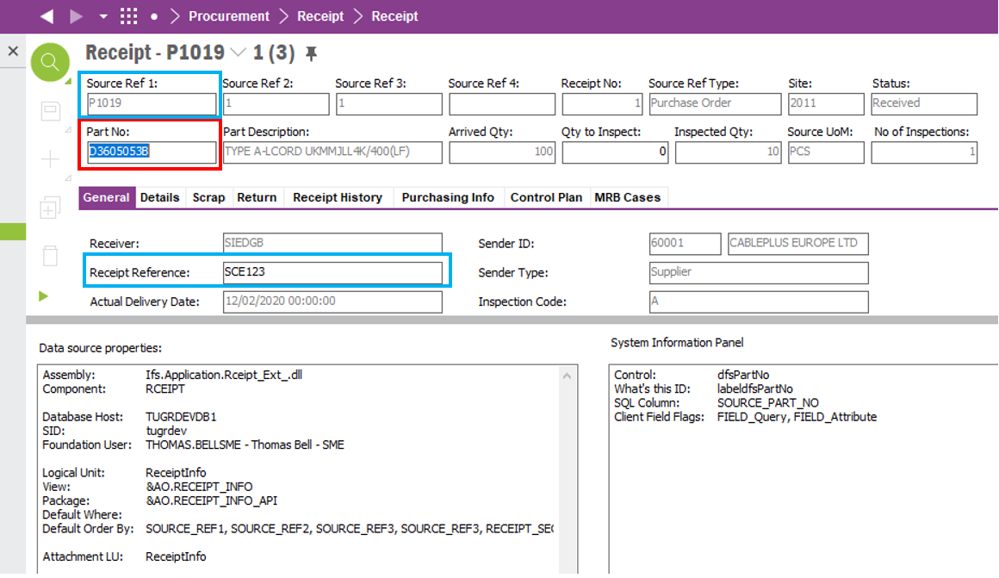 Procurement Receipt Receipt
Receipt - P1019 1 (3)
Source Ref 1: Source Ref 2: Source Ref 3: Source Ref 4: Receipt No: Source Ref Type: Site: Status:
P1019 1 1 1 Purchase Order 2011 Received
Part No: Part Description: Arrived Qty: Qty to Inspect: Inspected Qty: Source UoM: No of Inspections:
D3605053B TYPE A-LCORD UKMMJLL4K/400(LF) 100 0 10 PCS 1
General Details Scrap Return Receipt History Purchasing Info Control Plan MRB Cases
Receiver: SIEDGB Sender ID: 60001 CABLEPLUS EUROPE LTD
Receipt Reference: SCE123 Sender Type: Supplier
Actual Delivery Date: 12/02/2020 00:00:00 Inspection Code: A
Data source properties:
Assembly: Ifs.Application.Rceipt_Ext_.dll
Component: RCEIPT
Database Host: TUGRDEVDB1
SID: tugrdev
Foundation User: THOMAS.BELLSME - Thomas Bell - SME
Logical Unit: ReceiptInfo
View: &AO.RECEIPT_INFO
Package: &AO.RECEIPT_INFO_API
Default Where:
Default Order By: SOURCE_REF1, SOURCE_REF2, SOURCE_REF3, SOURCE_REF3, RECEIPT_SEC
Attachment LU: ReceiptInfo
System Information Panel
Control: dfsPartNo
What's this ID: labeldfsPartNo
SQL Column: SOURCE_PART_NO
Client Field Flags: FIELD_Query, FIELD_Attribute